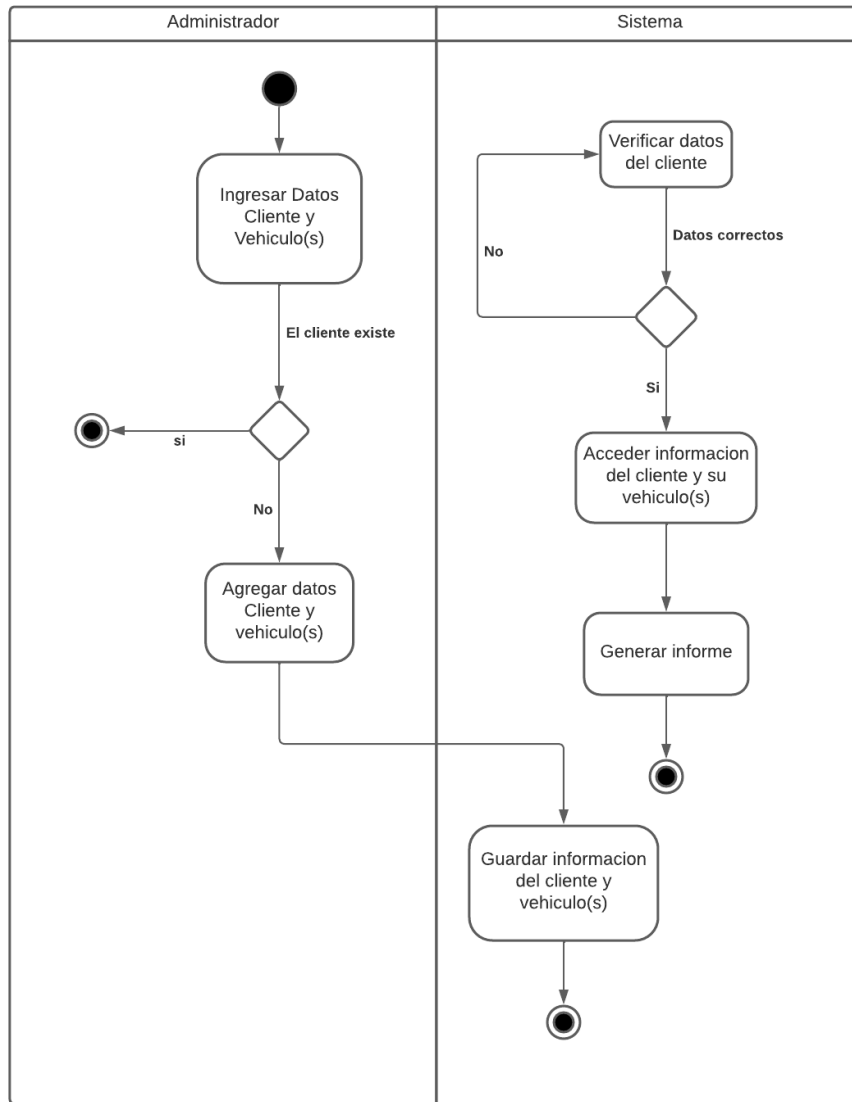 Administrador
Sistema
Ingresar Datos
Cliente y
Vehiculo(s)
El cliente existe
si
No
Agregar datos
Cliente y
vehiculo(s)
Verificar datos
del cliente
Datos correctos
No
Si
Acceder informacion
del cliente y su
vehiculo(s)
Generar informe
Guardar informacion
del cliente y
vehiculo(s)